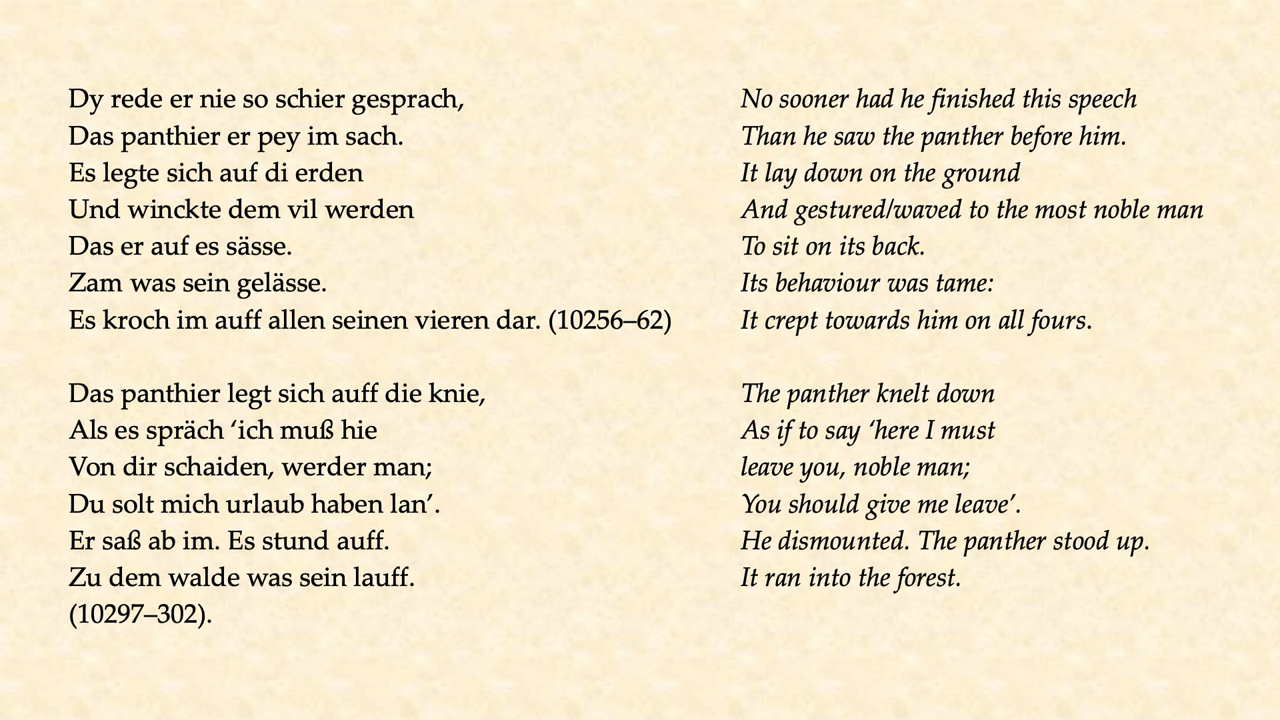 Dy rede er nie so schier gesprach,
Das panthier er pey im sach.
Es legte sich auf di erden
Und winckte dem vil werden
Das er auf es sässe.
Zam was sein gelässe.
Es kroch im auff allen seinen vieren dar. (10256–62)
Das panthier legt sich auff die knie,
Als es spräch ‘ich muß hie
Von dir schaiden, werder man;
Du solt mich urlaub haben lan’.
Er saß ab im. Es stund auff.
Zu dem walde was sein lauff.
(10297–302).
No sooner had he finished this speech
Than he saw the panther before him.
It lay down on the ground
And gestured/waved to the most noble man
To sit on its back.
Its behaviour was tame:
It crept towards him on all fours.
The panther knelt down
As if to say ‘here I must
leave you, noble man;
You should give me leave’.
He dismounted. The panther stood up.
It ran into the forest.